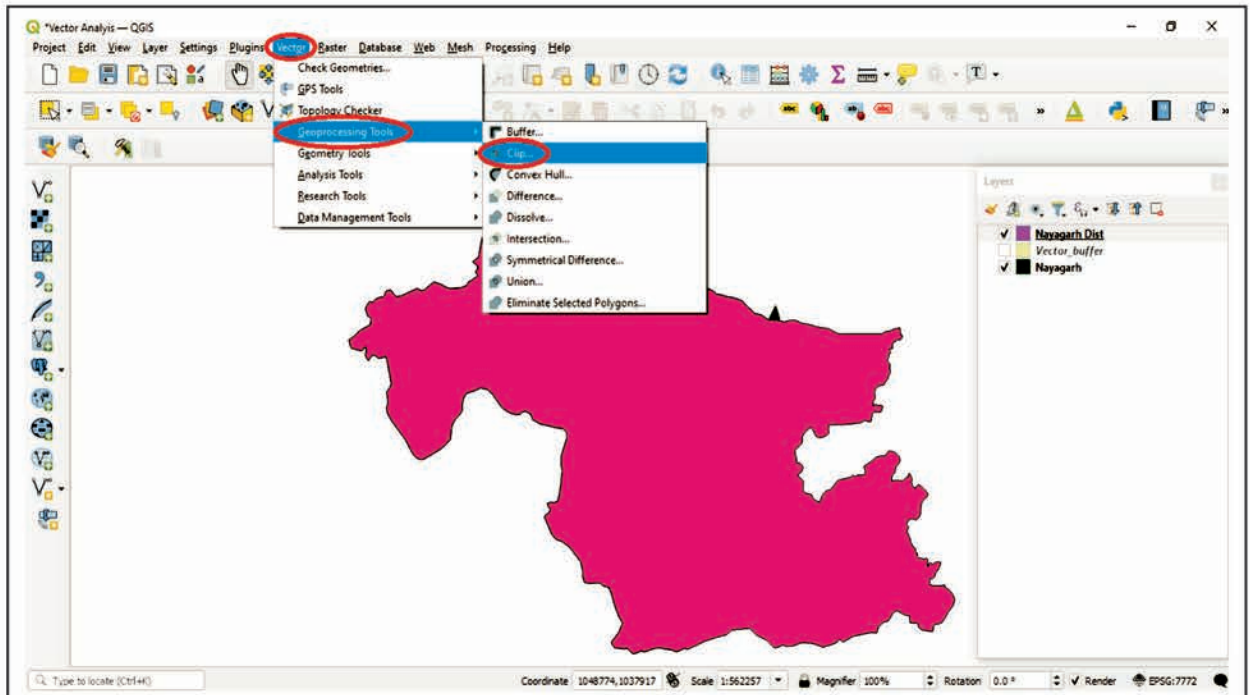 *Vector Analyis — QGIS
Project Edit View Layer Settings Plugins Vector Raster Database Web Mesh Processing Help
Check Geometries...
GPS Tools
Topology Checker
Geoprocessing Tools
Geometry Tools
Analysis Tools
Research Tools
Data Management Tools
Buffer...
Clip...
Convex Hull...
Difference...
Dissolve...
Intersection...
Symmetrical Difference...
Union...
Eliminate Selected Polygons...
Layers
Nayagarh Dist
Vector_buffer
Nayagarh
Type to locate (Ctrl+K)
Coordinate 1048774,1037917 Scale 1:562257 Magnifier 100% Rotation 0.0 ° Render EPSG:7772